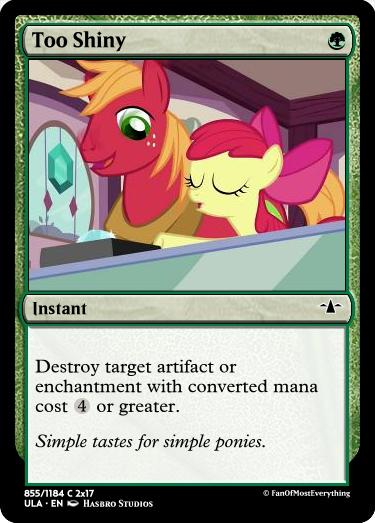 Too Shiny
Instant
Destroy target artifact or
enchantment with converted mana
cost 4 or greater.
Simple tastes for simple ponies.
855/1184 C 2x17
ULA • EN Hasbro Studios
© FanOfMostEverything